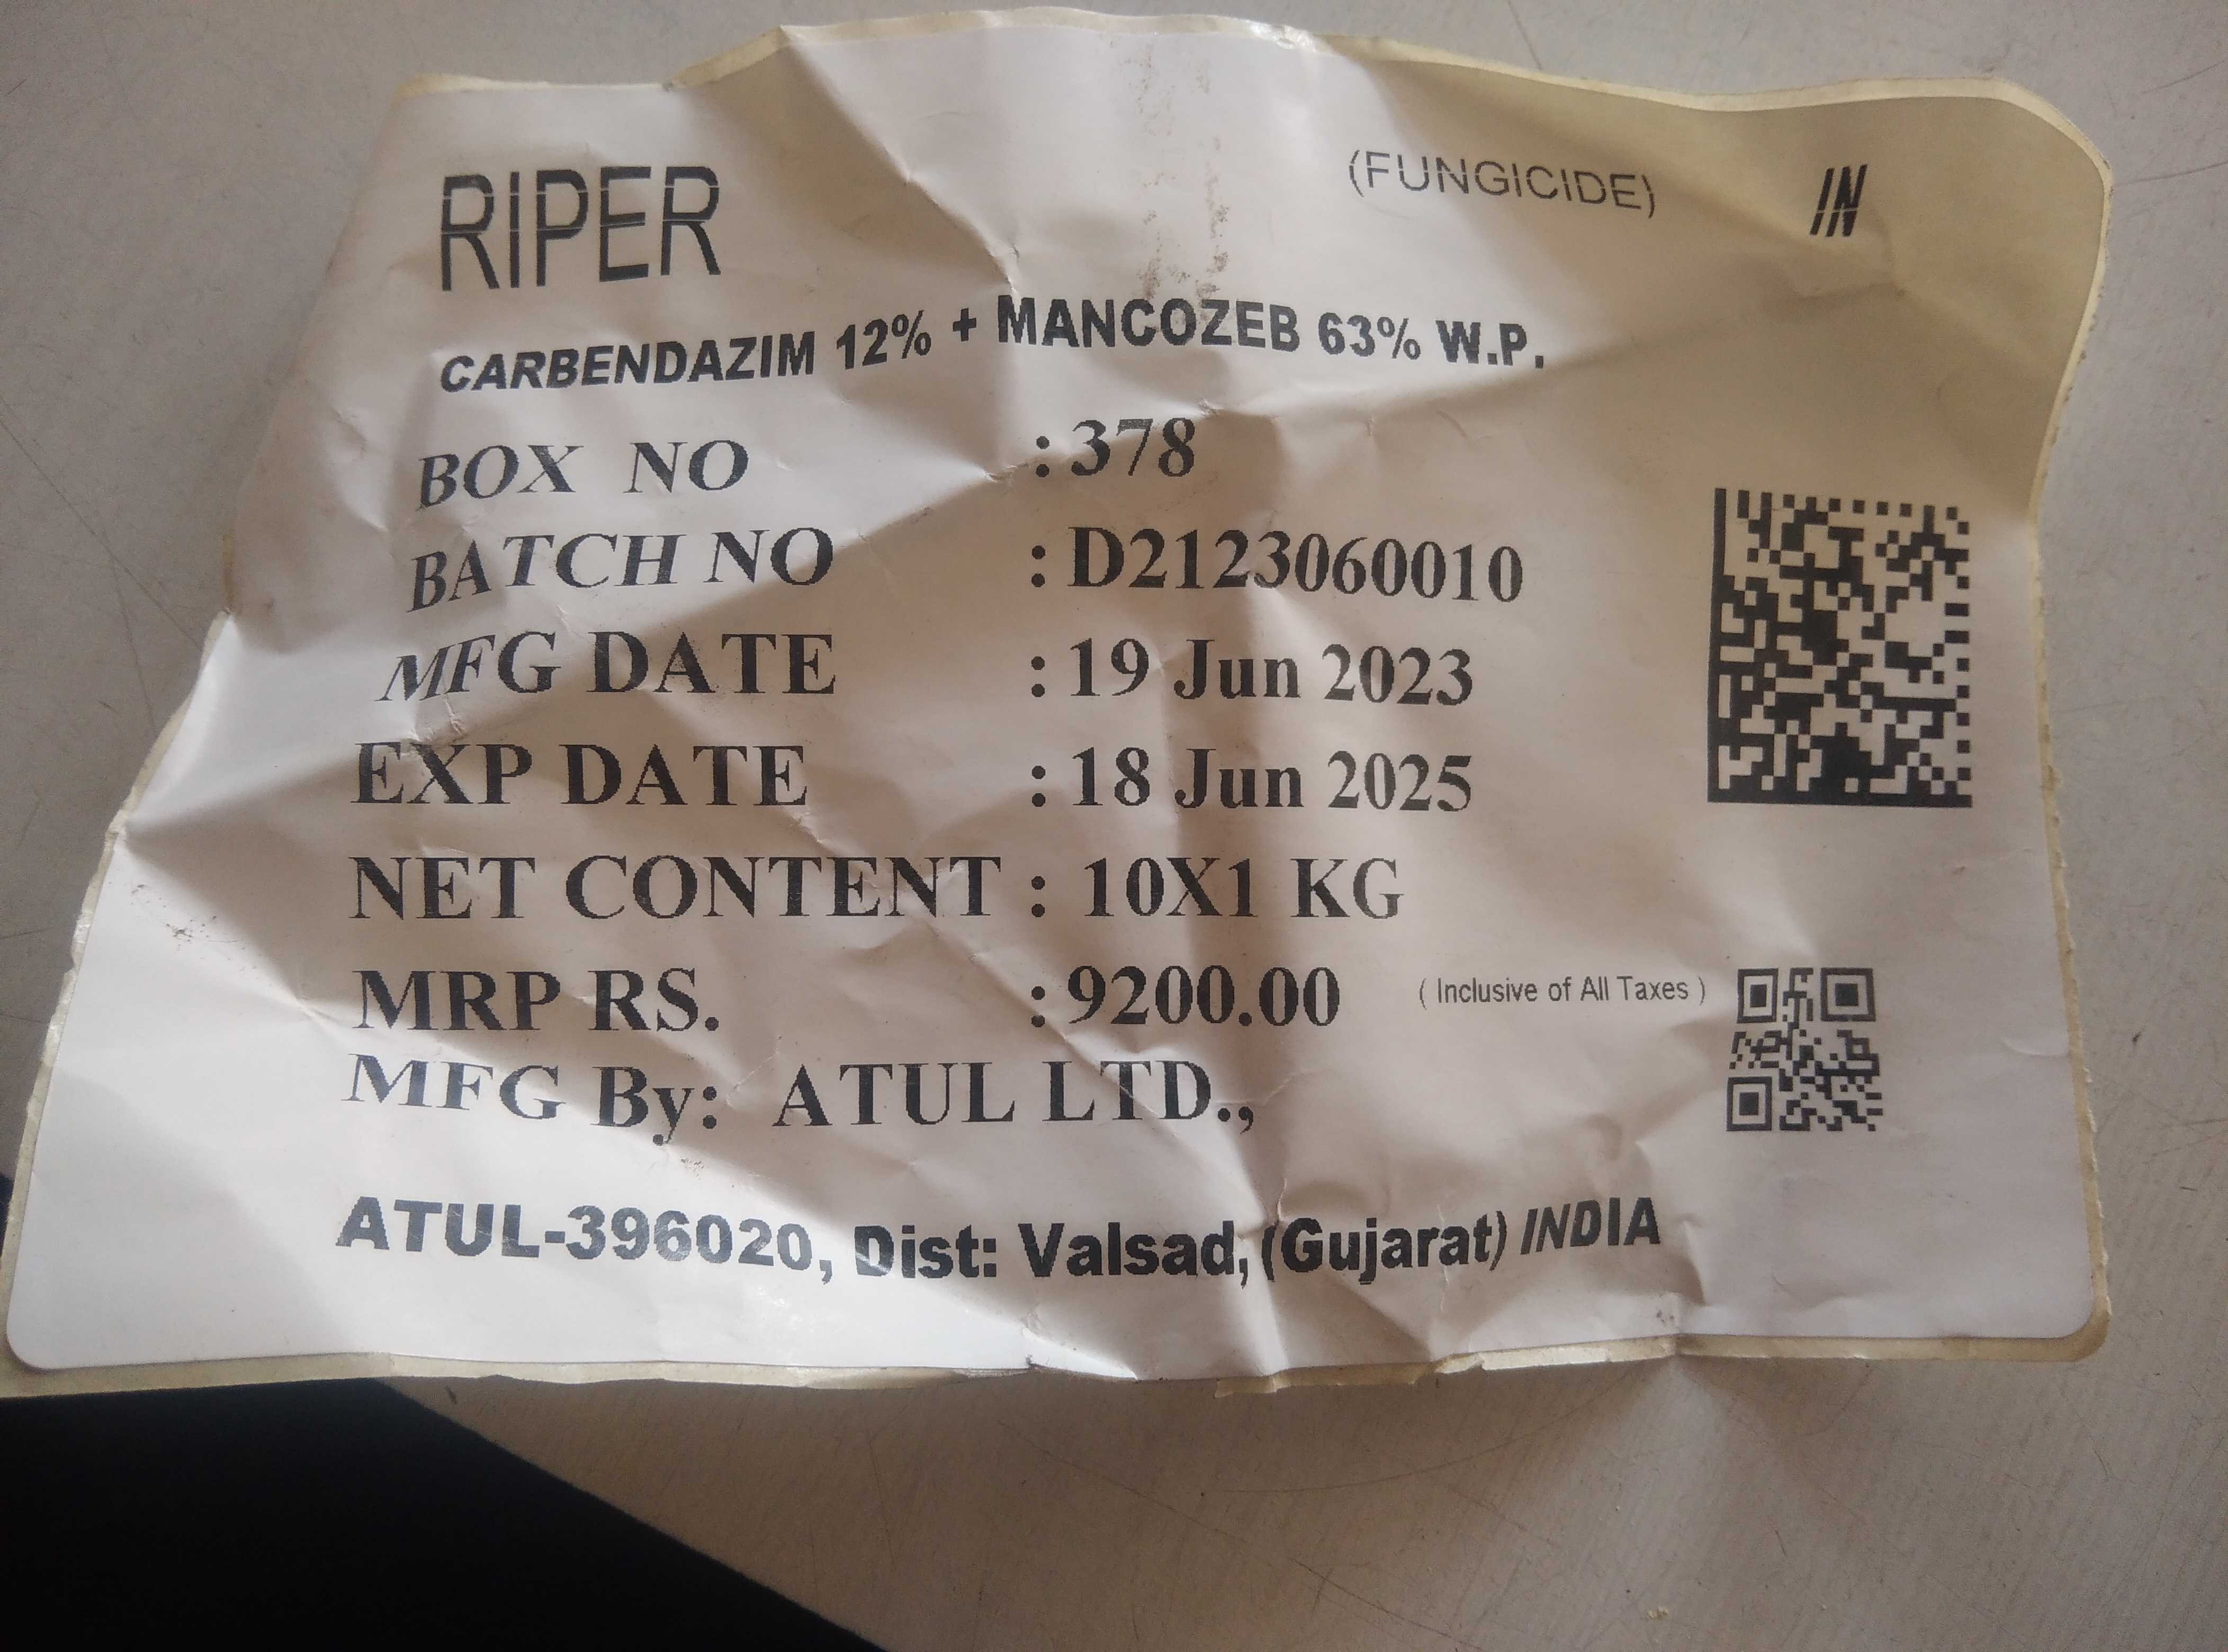 RIPER (FUNGICIDE) IN
CARBENDAZIM 12% + MANCOZEB 63% W.P.
BOX NO : 378
BATCH NO : D2123060010
MFG DATE : 19 Jun 2023
EXP DATE : 18 Jun 2025
NET CONTENT : 10X1 KG
MRP RS. : 9200.00 ( Inclusive of All Taxes )
MFG By: ATUL LTD.,
ATUL-396020, Dist: Valsad, (Gujarat) INDIA